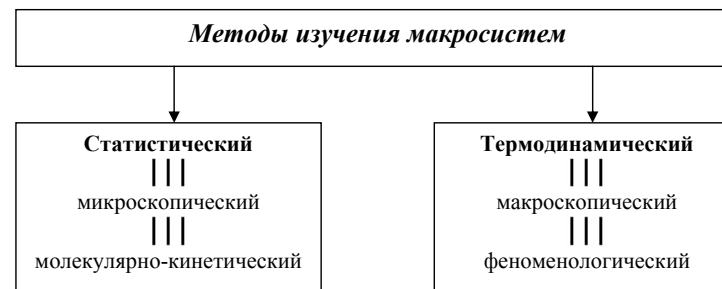 Методы изучения макросистем
Статистический
микроскопический
молекулярно-кинетический
Термодинамический
макроскопический
феноменологический